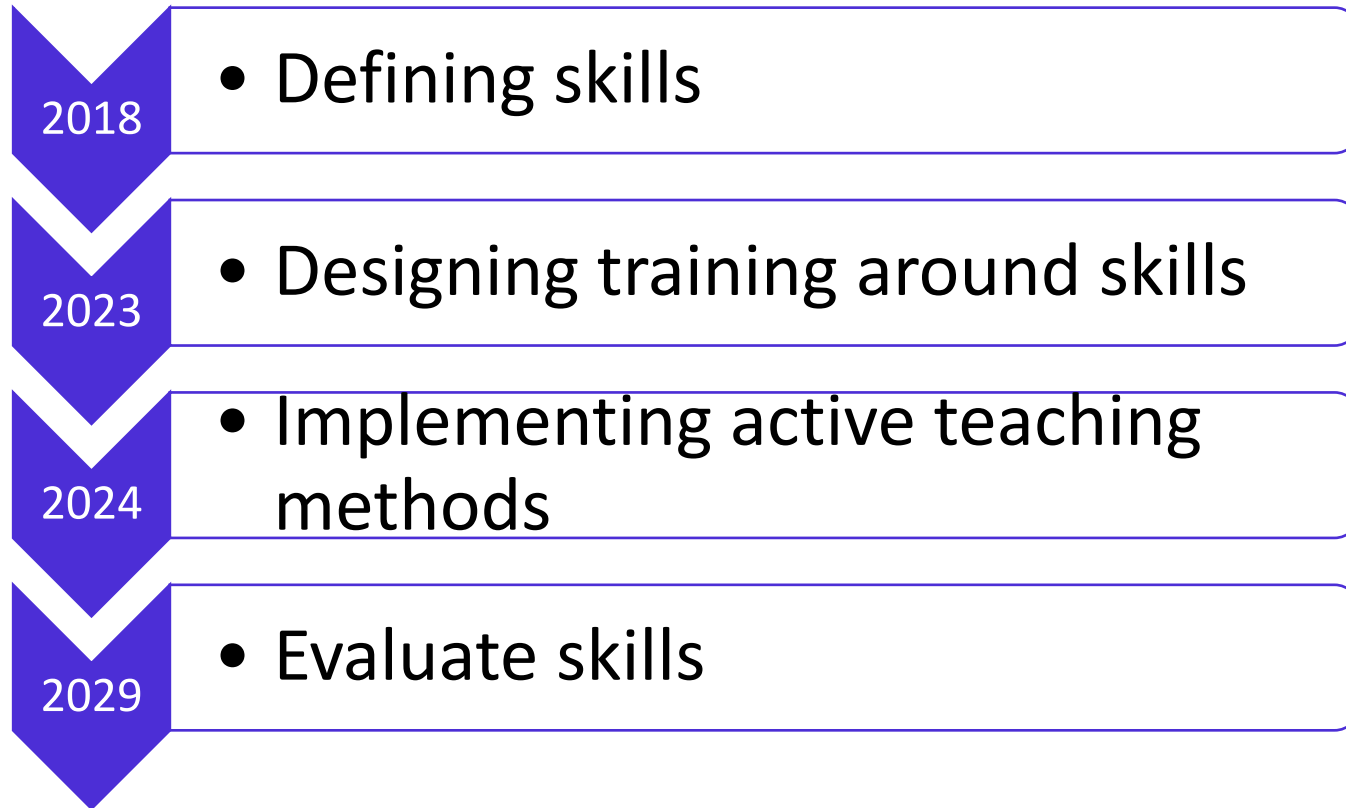 2018
• Defining skills
2023
• Designing training around skills
2024
• Implementing active teaching
methods
2029
• Evaluate skills